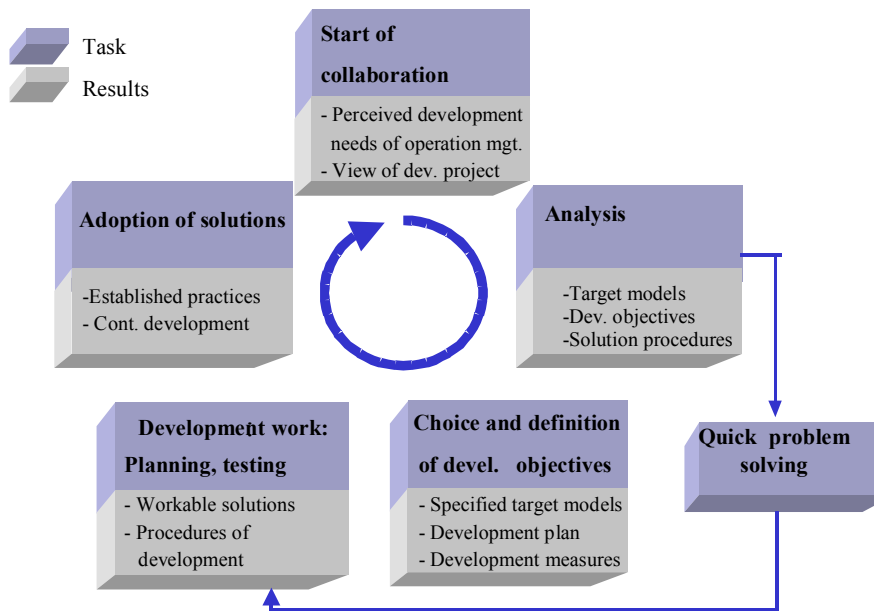 Task
Results
Start of
collaboration
- Perceived development
needs of operation mgt.
- View of dev. project
Adoption of solutions
-Established practices
- Cont. development
Analysis
-Target models
-Dev. objectives
-Solution procedures
Development work:
Planning, testing
- Workable solutions
- Procedures of
development
Choice and definition
of devel. objectives
- Specified target models
- Development plan
- Development measures
Quick problem
solving